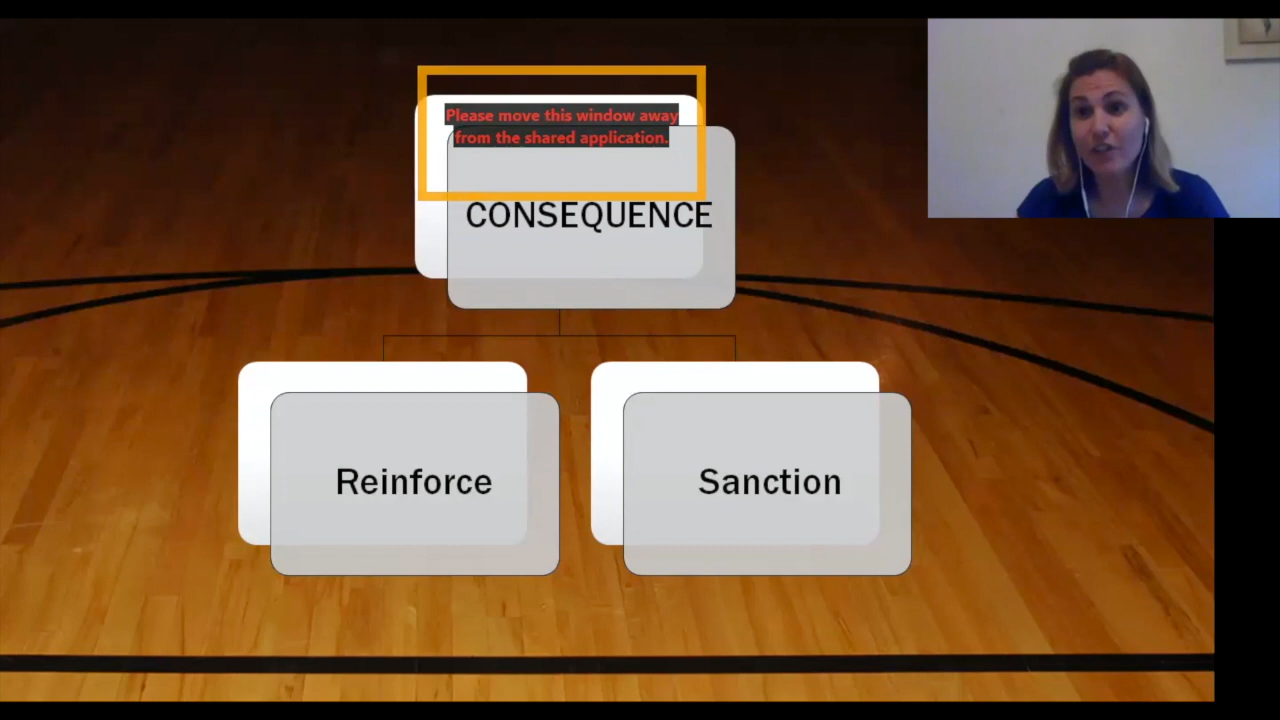 Please move this window away
from the shared application.
CONSEQUENCE
Reinforce
Sanction